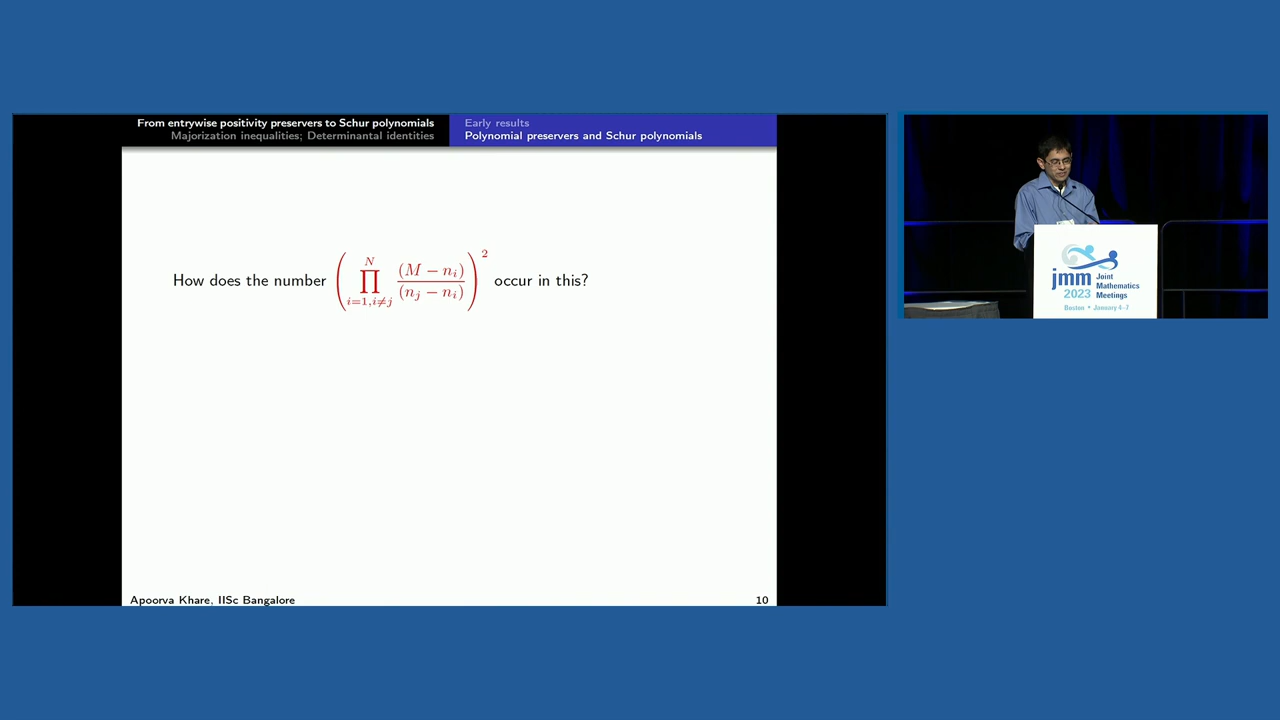 From entrywise positivity preservers to Schur polynomials
Majorization inequalities; Determinantal identities
Early results
Polynomial preservers and Schur polynomials
How does the number $\left( \prod_{i=1, i \neq j}^{N} \frac{(M - n_i)}{(n_j - n_i)} \right)^2$ occur in this?
Apoorva Khare, IISc Bangalore
10
jmm
2023
Joint
Mathematics
Meetings
Boston * January 4-7